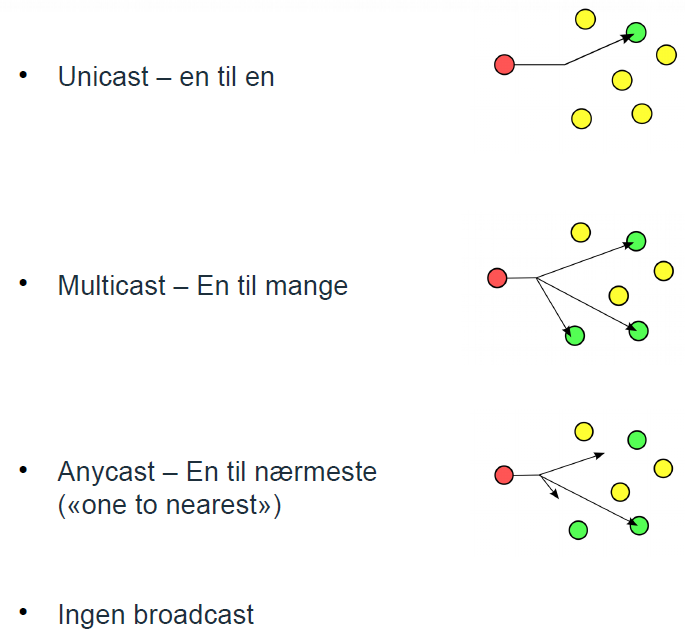 • Unicast – en til en
• Multicast – En til mange
• Anycast – En til nærmeste
(«one to nearest»)
• Ingen broadcast